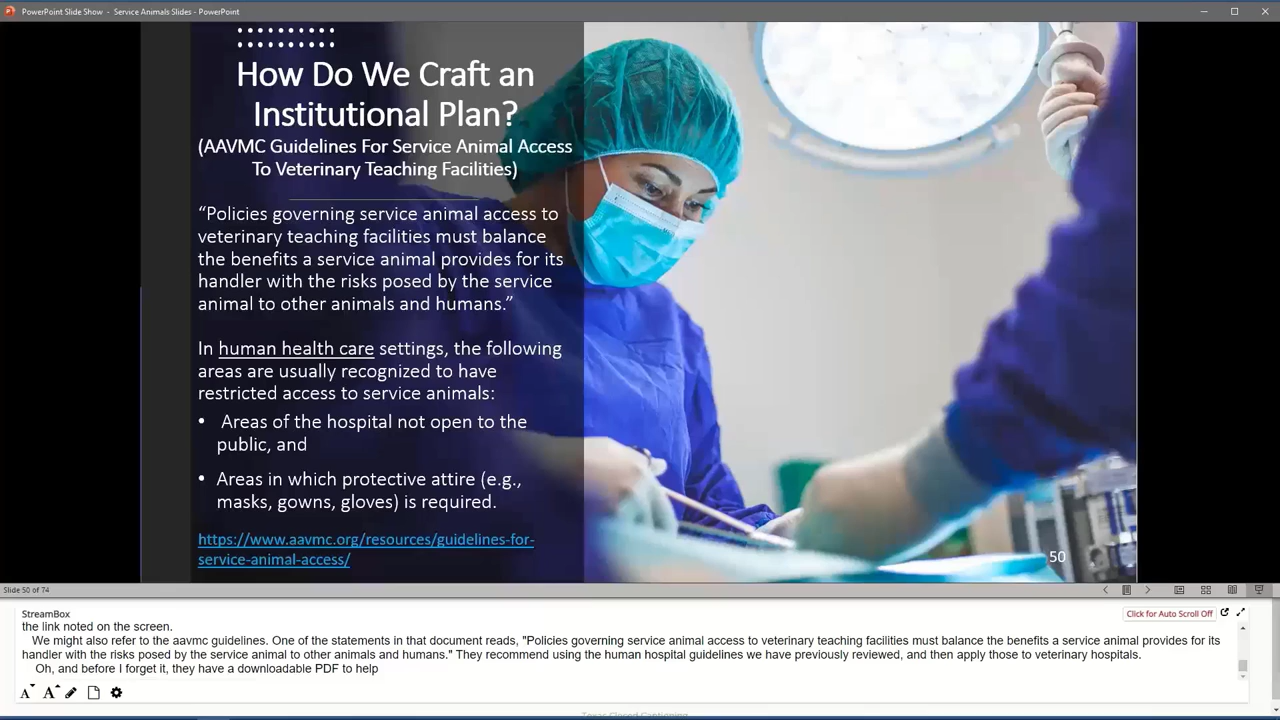 PowerPoint Slide Show - Service Animals Slides - PowerPoint
How Do We Craft an
Institutional Plan?
(AAVMC Guidelines For Service Animal Access
To Veterinary Teaching Facilities)
“Policies governing service animal access to
veterinary teaching facilities must balance
the benefits a service animal provides for its
handler with the risks posed by the service
animal to other animals and humans.”
In human health care settings, the following
areas are usually recognized to have
restricted access to service animals:
• Areas of the hospital not open to the
public, and
• Areas in which protective attire (e.g.,
masks, gowns, gloves) is required.
https://www.aavmc.org/resources/guidelines-for-
service-animal-access/
50
Slide 50 of 74
StreamBox
Click for Auto Scroll Off
the link noted on the screen.
We might also refer to the aavmc guidelines. One of the statements in that document reads, "Policies governing service animal access to veterinary teaching facilities must balance the benefits a service animal provides for its
handler with the risks posed by the service animal to other animals and humans." They recommend using the human hospital guidelines we have previously reviewed, and then apply those to veterinary hospitals.
Oh, and before I forget it, they have a downloadable PDF to help
A A
Texas Closed Captioning